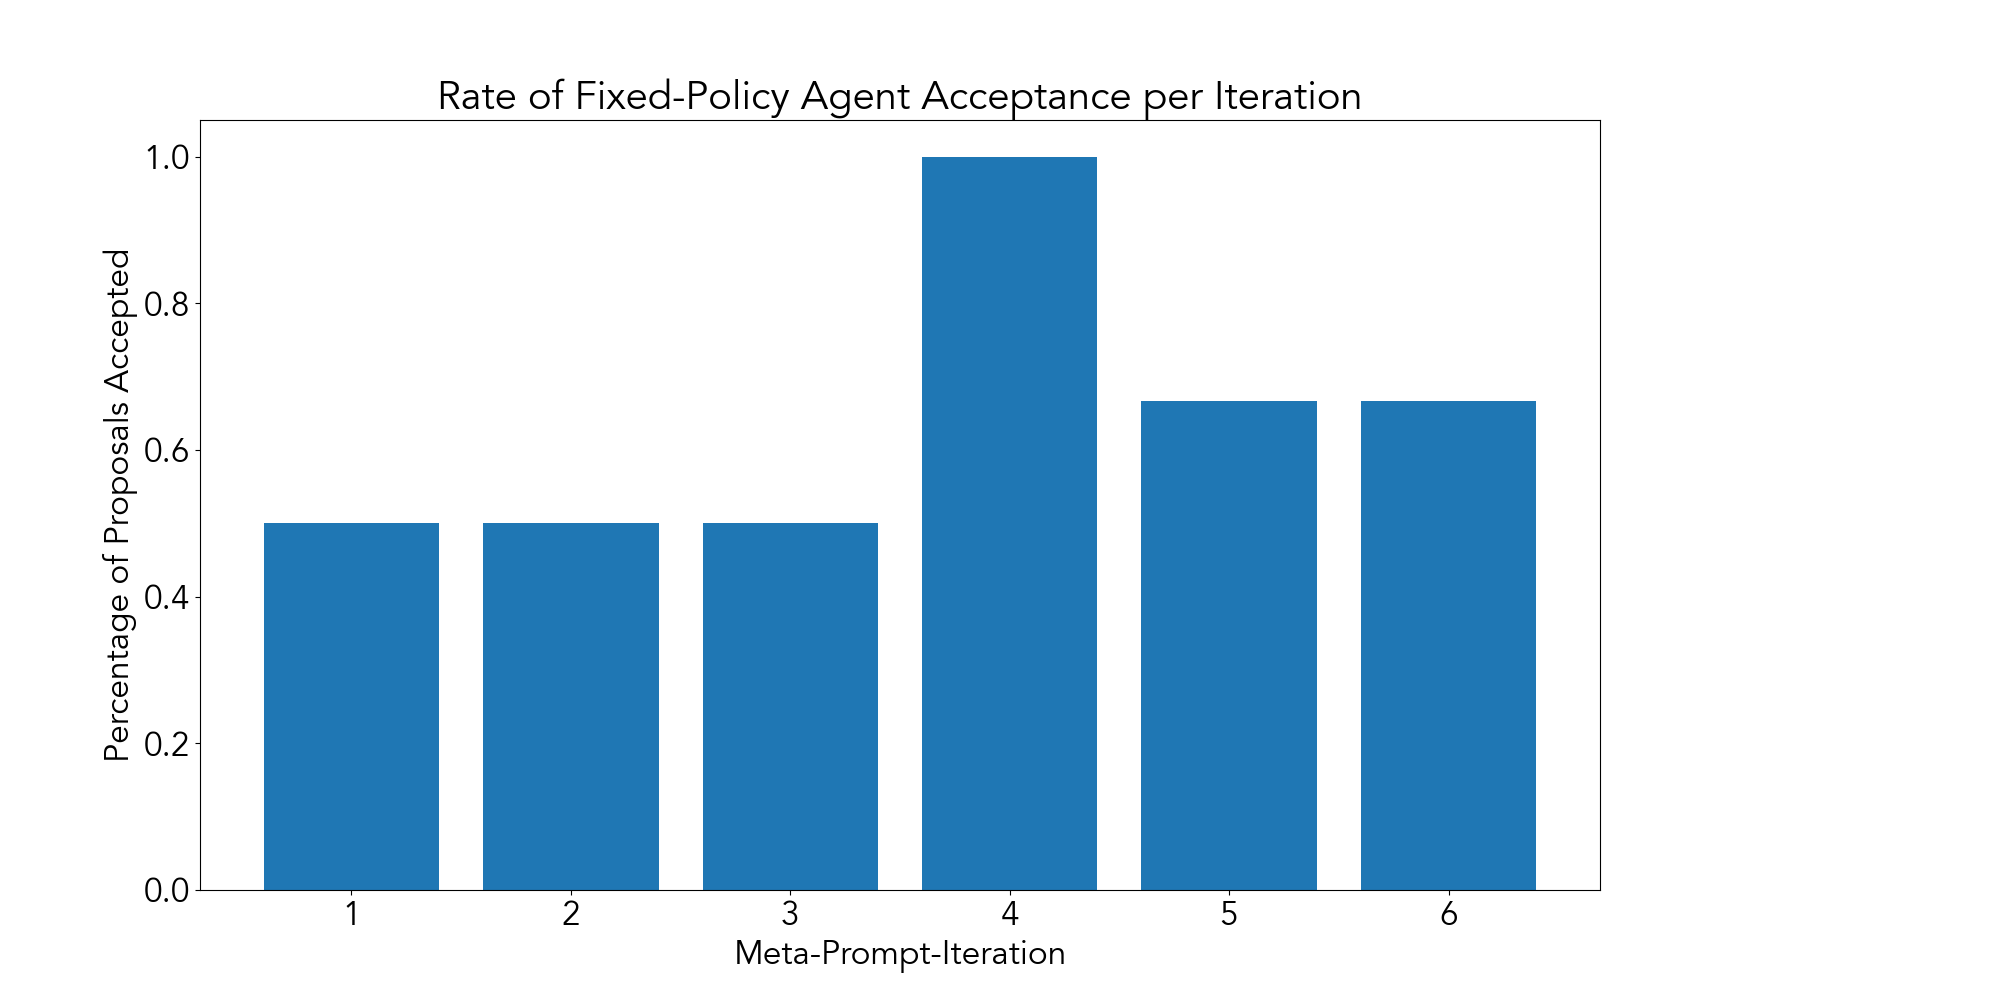 Rate of Fixed-Policy Agent Acceptance per Iteration
Percentage of Proposals Accepted
1.0
0.8
0.6
0.4
0.2
0.0
1 2 3 4 5 6
Meta-Prompt-Iteration